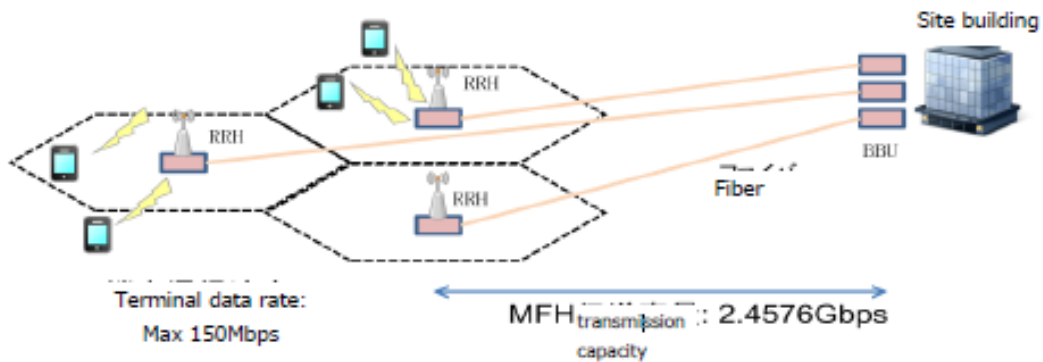 Site building
RRH
RRH
BBU
RRH
Fiber
Terminal data rate:
Max 150Mbps
MFH transmission : 2.4576Gbps
capacity